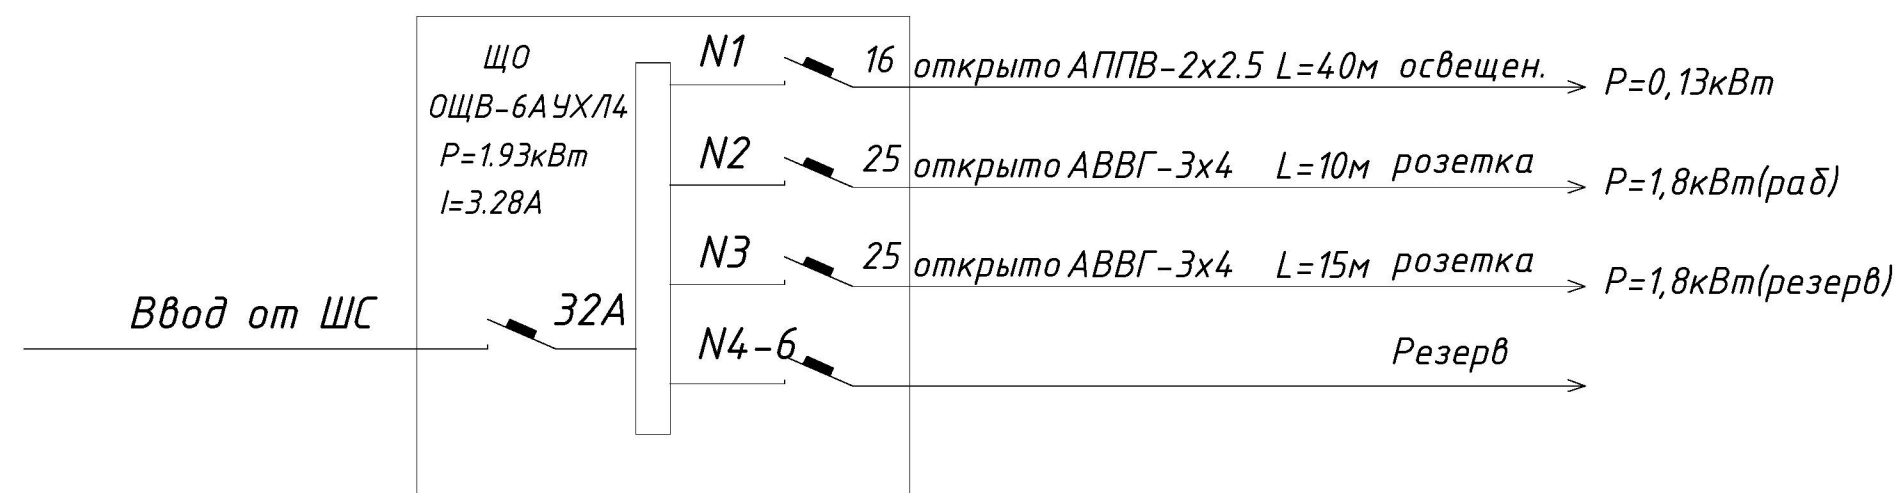 ЩО
ОЩВ-6АУХЛ4
P=1.93кВт
I=3.28А
Ввод от ШС
32А
N1 16 открыто АППВ-2х2.5 L=40м освещен. P=0,13кВт
N2 25 открыто АВВГ-3х4 L=10м розетка P=1,8кВт(раб)
N3 25 открыто АВВГ-3х4 L=15м розетка P=1,8кВт(резерв)
N4-6 Резерв